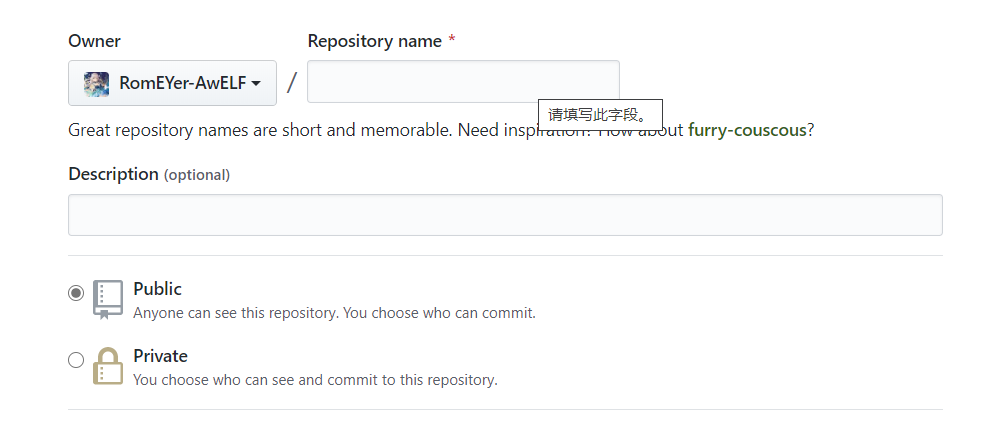 Owner
Repository name *
RomEYer-AwELF
/
请填写此字段。
Great repository names are short and memorable. Need inspiration? How about furry-couscous?
Description (optional)
Public
Anyone can see this repository. You choose who can commit.
Private
You choose who can see and commit to this repository.